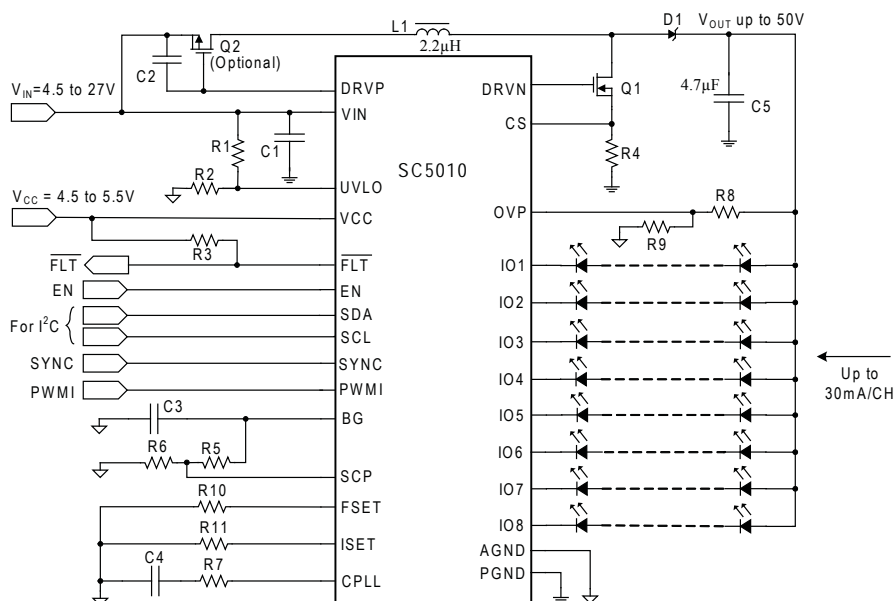 L1
2.2µH
D1
VOUT up to 50V
Q2
(Optional)
C2
VIN=4.5 to 27V
DRVP
VIN
DRVN
Q1
4.7µF
C5
CS
R1
C1
R4
SC5010
R2
UVLO
VCC = 4.5 to 5.5V
VCC
OVP
R8
R9
R3
FLT
FLT
IO1
EN
EN
IO2
For I2C
SDA
SCL
IO3
SYNC
SYNC
IO4
Up to
30mA/CH
PWMI
PWMI
IO5
C3
BG
R6
R5
IO6
SCP
IO7
R10
FSET
IO8
R11
ISET
AGND
C4
R7
CPLL
PGND